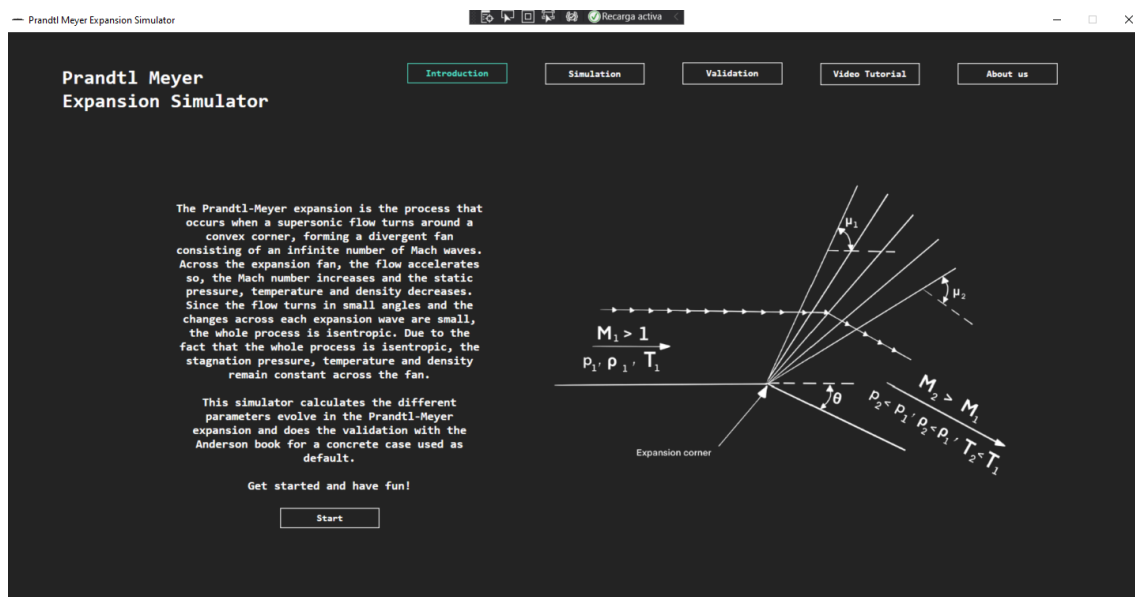 Prandtl Meyer Expansion Simulator
Recarga activa
Prandtl Meyer
Expansion Simulator
Introduction
Simulation
Validation
Video Tutorial
About us
The Prandtl-Meyer expansion is the process that
occurs when a supersonic flow turns around a
convex corner, forming a divergent fan
consisting of an infinite number of Mach waves.
Across the expansion fan, the flow accelerates
so, the Mach number increases and the static
pressure, temperature and density decreases.
Since the flow turns in small angles and the
changes across each expansion wave are small,
the whole process is isentropic. Due to the
fact that the whole process is isentropic, the
stagnation pressure, temperature and density
remain constant across the fan.
This simulator calculates the different
parameters evolve in the Prandtl-Meyer
expansion and does the validation with the
Anderson book for a concrete case used as
default.
Get started and have fun!
Start
μ₁
μ₂
M₁ > 1
p₁, ρ₁, T₁
θ
M₂ > M₁
p₂< p₁, ρ₂<ρ₁, T₂<T₁
Expansion corner